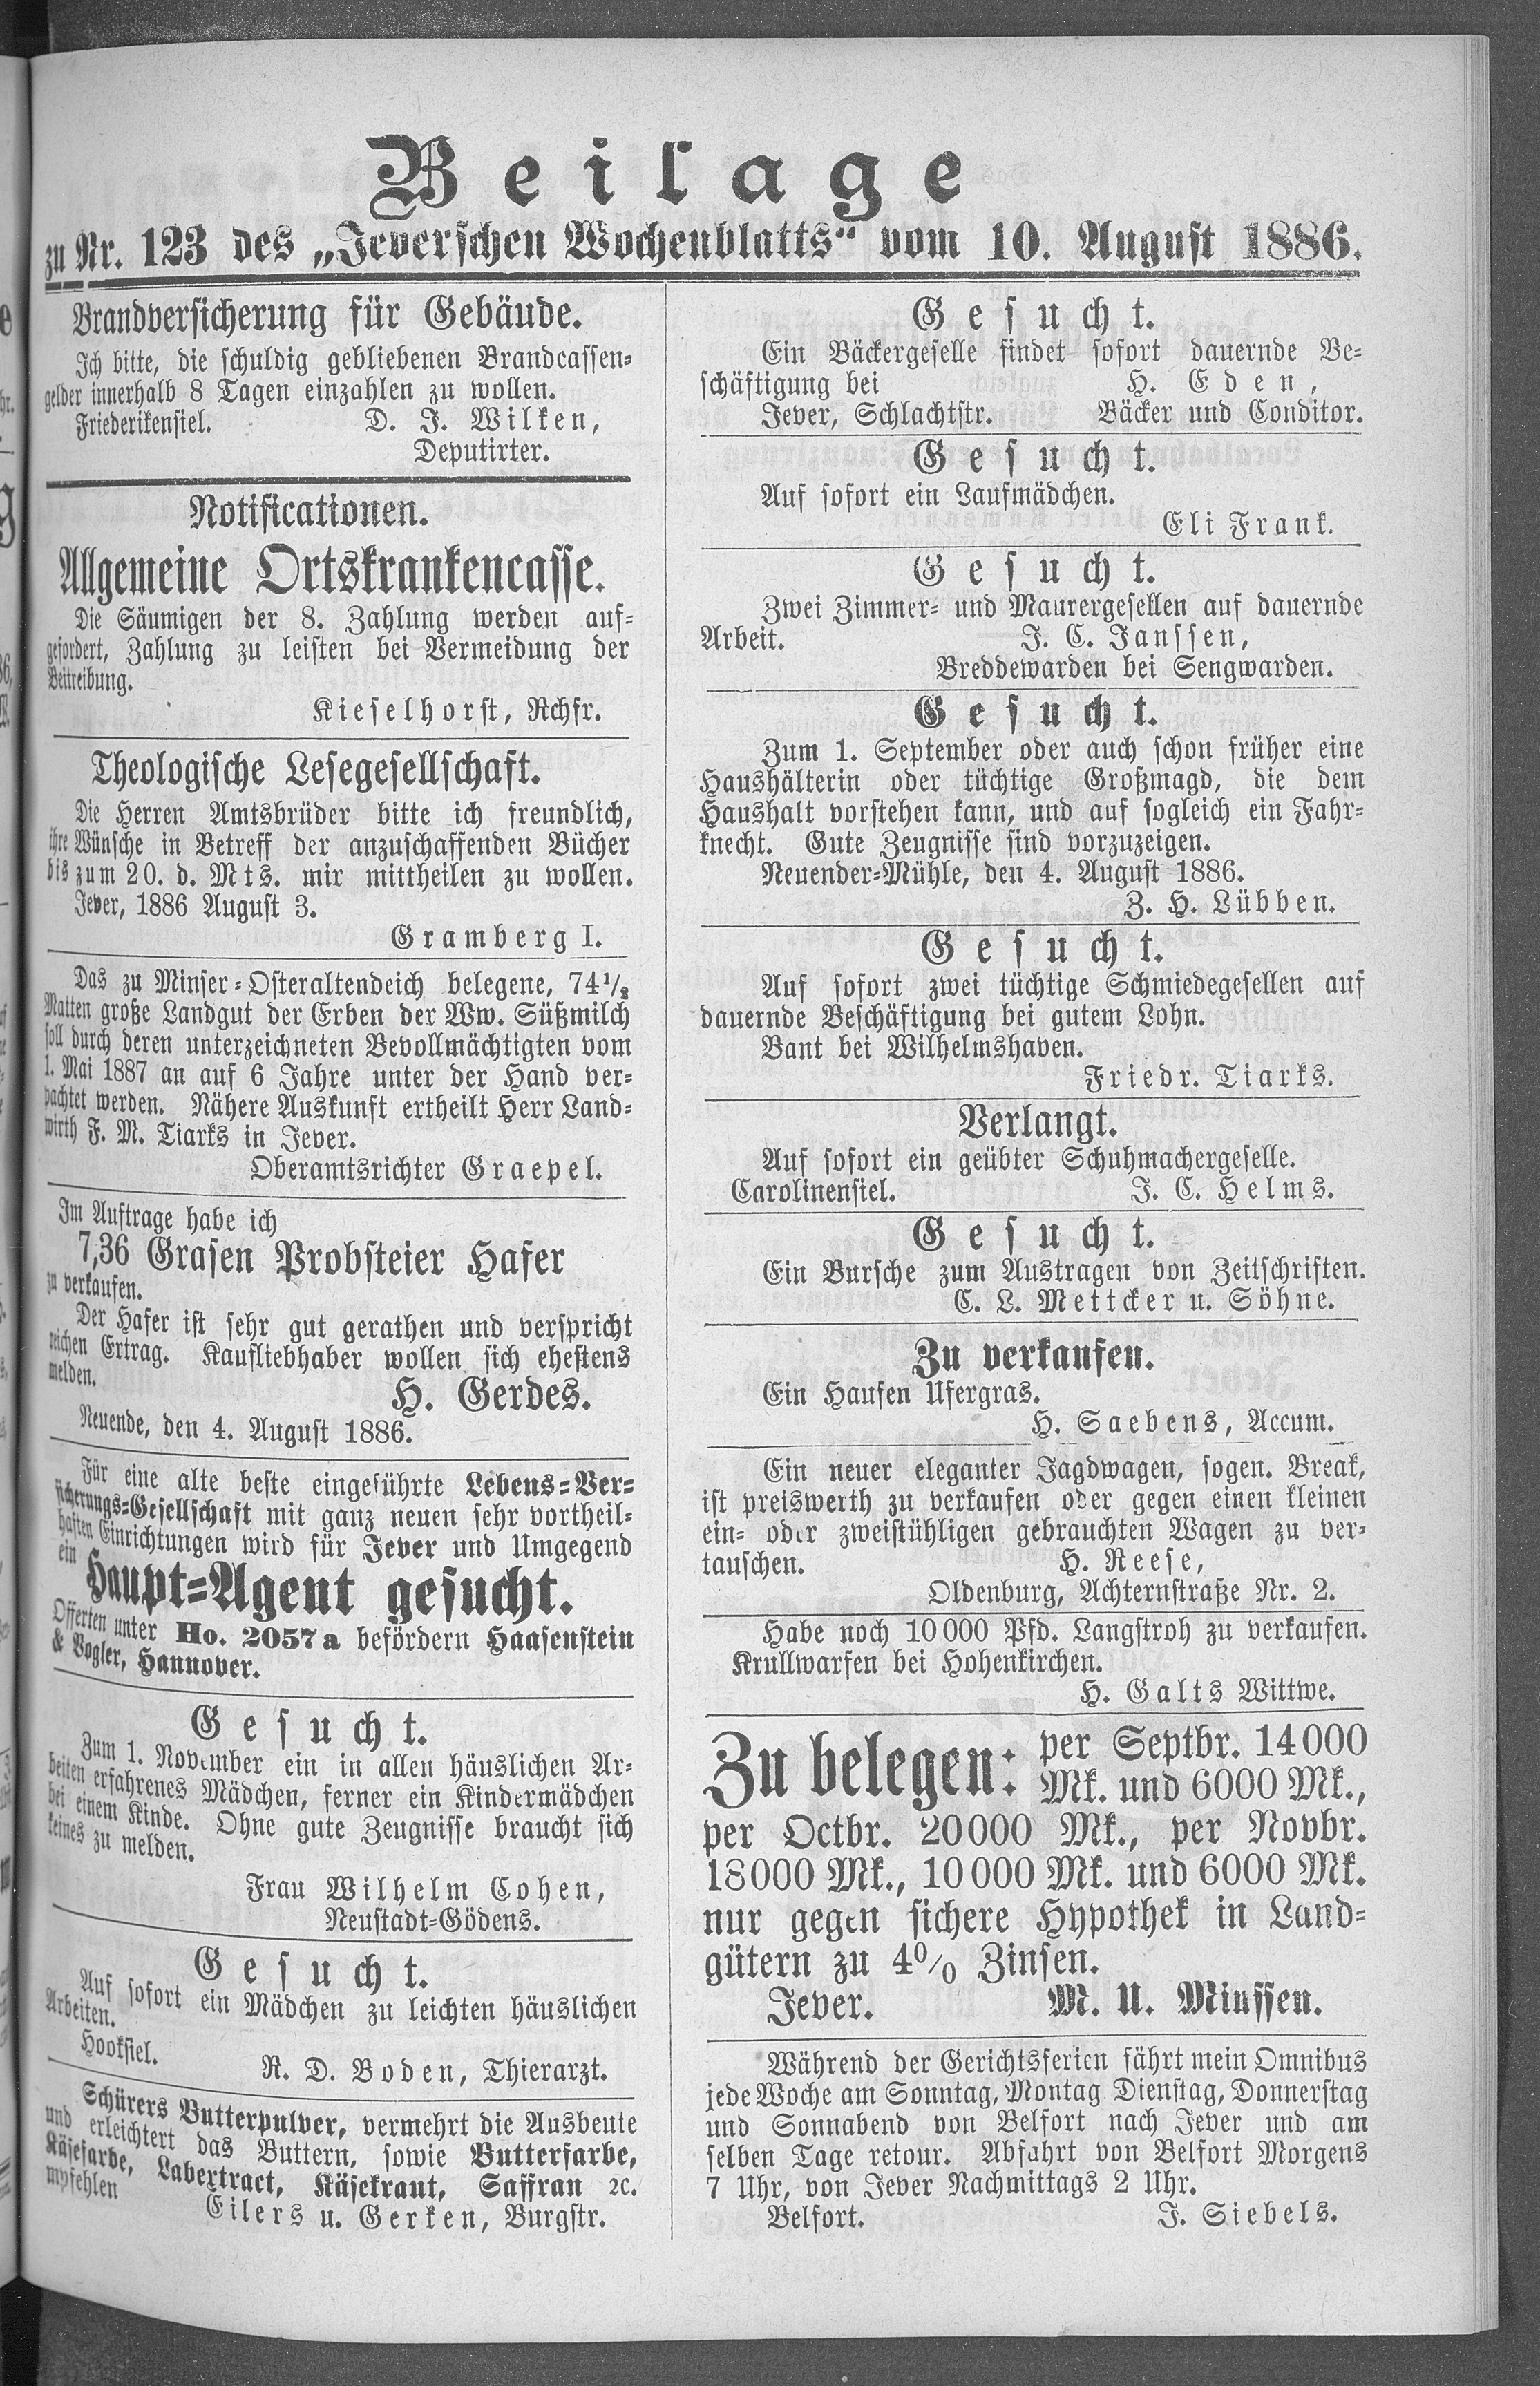 Beilage
zu Nr. 123 des „Jeverschen Wochenblatts“ vom 10. August 1886.
Brandversicherung für Gebäude.
Ich bitte, die schuldig gebliebenen Brandcassen-
gelder innerhalb 8 Tagen einzahlen zu wollen.
Friederikensiel. D. J. Wilken,
Deputirter.
Notificationen.
Allgemeine Ortskrankencasse.
Die Säumigen der 8. Zahlung werden auf-
gefordert, Zahlung zu leisten bei Vermeidung der
Beitreibung.
Kieselhorst, Rchfr.
Theologische Lesegesellschaft.
Die Herren Amtsbrüder bitte ich freundlich,
ihre Wünsche in Betreff der anzuschaffenden Bücher
bis zum 20. d. Mts. mir mittheilen zu wollen.
Jever, 1886 August 3.
Gramberg I.
Das zu Minser-Osteraltendeich belegene, 74½
Matten große Landgut der Erben der Ww. Süßmilch
soll durch deren unterzeichneten Bevollmächtigten vom
1. Mai 1887 an auf 6 Jahre unter der Hand ver-
pachtet werden. Nähere Auskunft ertheilt Herr Land-
wirth F. M. Tiarks in Jever.
Oberamtsrichter Graepel.
Im Auftrage habe ich
7,36 Grasen Probsteier Hafer
zu verkaufen.
Der Hafer ist sehr gut gerathen und verspricht
reichen Ertrag. Kaufliebhaber wollen sich ehestens
melden.
H. Gerdes.
Neuende, den 4. August 1886.
Für eine alte beste eingeführte Lebens-Ver-
sicherungs-Gesellschaft mit ganz neuen sehr vortheil-
haften Einrichtungen wird für Jever und Umgegend
ein
Haupt-Agent gesucht.
Offerten unter Ho. 2057a befördern Haasenstein
& Vogler, Hannover.
Gesucht.
Zum 1. November ein in allen häuslichen Ar-
beiten erfahrenes Mädchen, ferner ein Kindermädchen
bei einem Kinde. Ohne gute Zeugnisse braucht sich
keines zu melden.
Frau Wilhelm Cohen,
Neustadt-Gödens.
Gesucht.
Auf sofort ein Mädchen zu leichten häuslichen
Arbeiten.
Hooksiel.
R. D. Boden, Thierarzt.
Schürers Butterpulver, vermehrt die Ausbeute
und erleichtert das Buttern, sowie Butterfarbe,
Käsefarbe, Labextract, Käsekraut, Saffran ꝛc.
mpfehlen
Eilers u. Gerken, Burgstr.
Gesucht.
Ein Bäckergeselle findet sofort dauernde Be-
schäftigung bei H. Eden,
Jever, Schlachtstr. Bäcker und Conditor.
Gesucht.
Auf sofort ein Laufmädchen.
Eli Frank.
Gesucht.
Zwei Zimmer- und Maurergesellen auf dauernde
Arbeit. J. C. Janssen,
Breddewarden bei Sengwarden.
Gesucht.
Zum 1. September oder auch schon früher eine
Haushälterin oder tüchtige Großmagd, die dem
Haushalt vorstehen kann, und auf sogleich ein Fahr-
knecht. Gute Zeugnisse sind vorzuzeigen.
Neuender-Mühle, den 4. August 1886.
Z. H. Lübben.
Gesucht.
Auf sofort zwei tüchtige Schmiedegesellen auf
dauernde Beschäftigung bei gutem Lohn.
Bant bei Wilhelmshaven.
Friedr. Tiarks.
Verlangt.
Auf sofort ein geübter Schuhmachergeselle.
Carolinensiel. J. C. Helms.
Gesucht.
Ein Bursche zum Austragen von Zeitschriften.
C. L. Mettcker u. Söhne.
Zu verkaufen.
Ein Haufen Ufergras.
H. Saebens, Accum.
Ein neuer eleganter Jagdwagen, sogen. Break,
ist preiswerth zu verkaufen oder gegen einen kleinen
ein- oder zweistühligen gebrauchten Wagen zu ver-
tauschen. H. Reese,
Oldenburg, Achternstraße Nr. 2.
Habe noch 10000 Pfd. Langstroh zu verkaufen.
Krullwarfen bei Hohenkirchen.
H. Galts Wittwe.
Zu belegen: per Septbr. 14000
Mk. und 6000 Mk.,
per Octbr. 20000 Mk., per Novbr.
18000 Mk., 10000 Mk. und 6000 Mk.
nur gegen sichere Hypothek in Land-
gütern zu 4% Zinsen.
Jever. M. U. Minssen.
Während der Gerichtsferien fährt mein Omnibus
jede Woche am Sonntag, Montag Dienstag, Donnerstag
und Sonnabend von Belfort nach Jever und am
selben Tage retour. Abfahrt von Belfort Morgens
7 Uhr, von Jever Nachmittags 2 Uhr.
Belfort. J. Siebels.